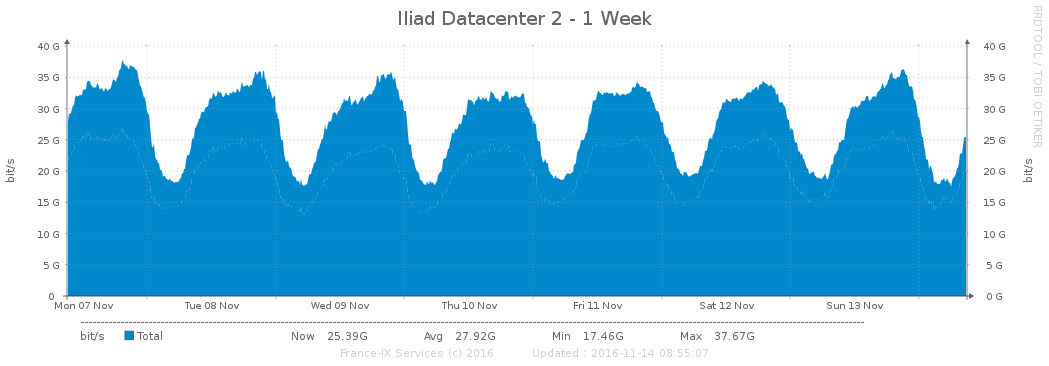 Iliad Datacenter 2 - 1 Week
RRDTOOL / TOBI OETIKER
bit/s
40 G
35 G
30 G
25 G
20 G
15 G
10 G
5 G
0
40 G
35 G
30 G
25 G
20 G
15 G
10 G
5 G
0 G
bit/s
Mon 07 Nov Tue 08 Nov Wed 09 Nov Thu 10 Nov Fri 11 Nov Sat 12 Nov Sun 13 Nov
bit/s Total Now 25.39G Avg 27.92G Min 17.46G Max 37.67G
France-IX Services (c) 2016 Updated : 2016-11-14 08:55:07